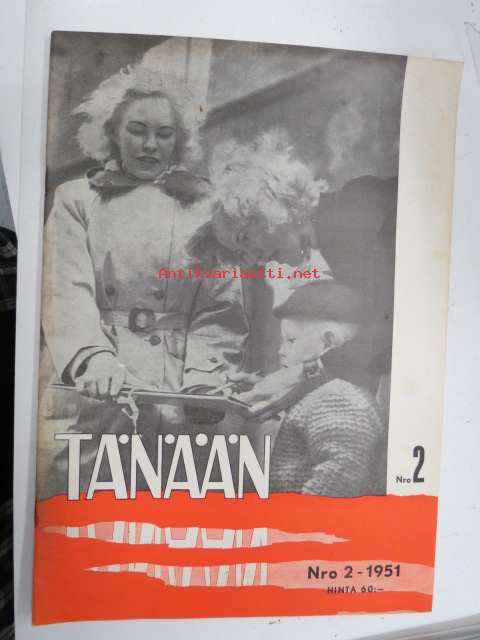 Antikvariaatti.net
TÄNÄÄN
Nro 2
Nro 2 - 1951
HINTA 60:-